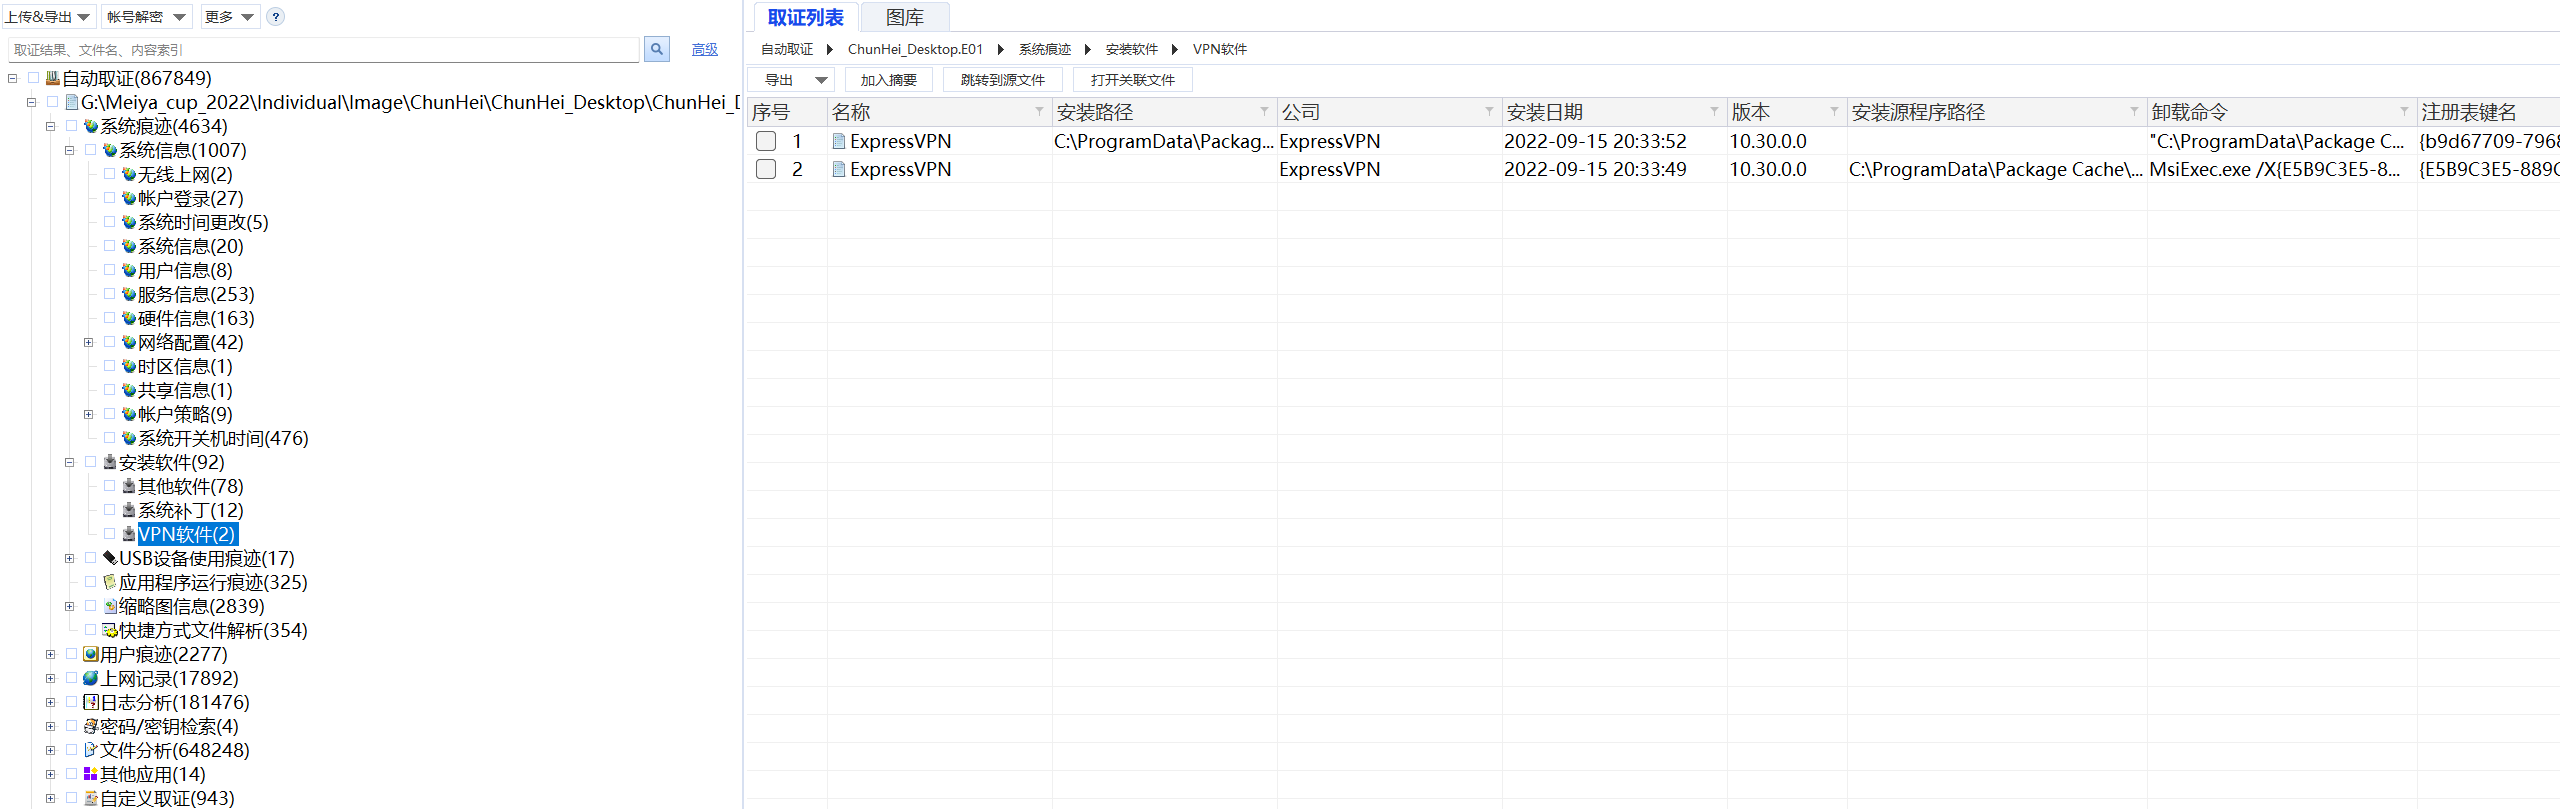 上传&导出 帐号解密 更多 ?
取证结果、文件名、内容索引 高级
自动取证(867849)
G:\Meiya_cup_2022\Individual\Image\ChunHei\ChunHei_Desktop\ChunHei_D
系统痕迹(4634)
系统信息(1007)
无线上网(2)
帐户登录(27)
系统时间更改(5)
系统信息(20)
用户信息(8)
服务信息(253)
硬件信息(163)
网络配置(42)
时区信息(1)
共享信息(1)
帐户策略(9)
系统开关机时间(476)
安装软件(92)
其他软件(78)
系统补丁(12)
VPN软件(2)
USB设备使用痕迹(17)
应用程序运行痕迹(325)
缩略图信息(2839)
快捷方式文件解析(354)
用户痕迹(2277)
上网记录(17892)
日志分析(181476)
密码/密钥检索(4)
文件分析(648248)
其他应用(14)
自定义取证(943)
取证列表 图库
自动取证 ChunHei_Desktop.E01 系统痕迹 安装软件 VPN软件
导出 加入摘要 跳转到源文件 打开关联文件
序号 名称 安装路径 公司 安装日期 版本 安装源程序路径 卸载命令 注册表键名
1 ExpressVPN C:\ProgramData\Packag... ExpressVPN 2022-09-15 20:33:52 10.30.0.0 "C:\ProgramData\Package C... {b9d67709-7968
2 ExpressVPN ExpressVPN 2022-09-15 20:33:49 10.30.0.0 C:\ProgramData\Package Cache\... MsiExec.exe /X{E5B9C3E5-8... {E5B9C3E5-889C